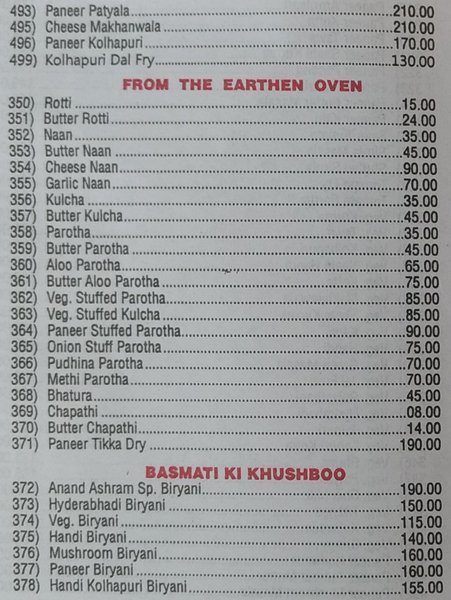 493) Paneer Patyala...........................................210.00
495) Cheese Makhanwala...........................................210.00
496) Paneer Kolhapuri...........................................170.00
499) Kolhapuri Dal Fry...........................................130.00
FROM THE EARTHEN OVEN
350) Rotti...........................................15.00
351) Butter Rotti...........................................24.00
352) Naan...........................................35.00
353) Butter Naan...........................................45.00
354) Cheese Naan...........................................90.00
355) Garlic Naan...........................................70.00
356) Kulcha...........................................35.00
357) Butter Kulcha...........................................45.00
358) Parotha...........................................35.00
359) Butter Parotha...........................................45.00
360) Aloo Parotha...........................................65.00
361) Butter Aloo Parotha...........................................75.00
362) Veg. Stuffed Parotha...........................................85.00
363) Veg. Stuffed Kulcha...........................................85.00
364) Paneer Stuffed Parotha...........................................90.00
365) Onion Stuff Parotha...........................................75.00
366) Pudhina Parotha...........................................70.00
367) Methi Parotha...........................................70.00
368) Bhatura...........................................45.00
369) Chapathi...........................................08.00
370) Butter Chapathi...........................................14.00
371) Paneer Tikka Dry...........................................190.00
BASMATI KI KHUSHBOO
372) Anand Ashram Sp. Biryani...........................................190.00
373) Hyderabhadi Biryani...........................................150.00
374) Veg. Biryani...........................................115.00
375) Handi Biryani...........................................140.00
376) Mushroom Biryani...........................................160.00
377) Paneer Biryani...........................................160.00
378) Handi Kolhapuri Biryani...........................................155.00